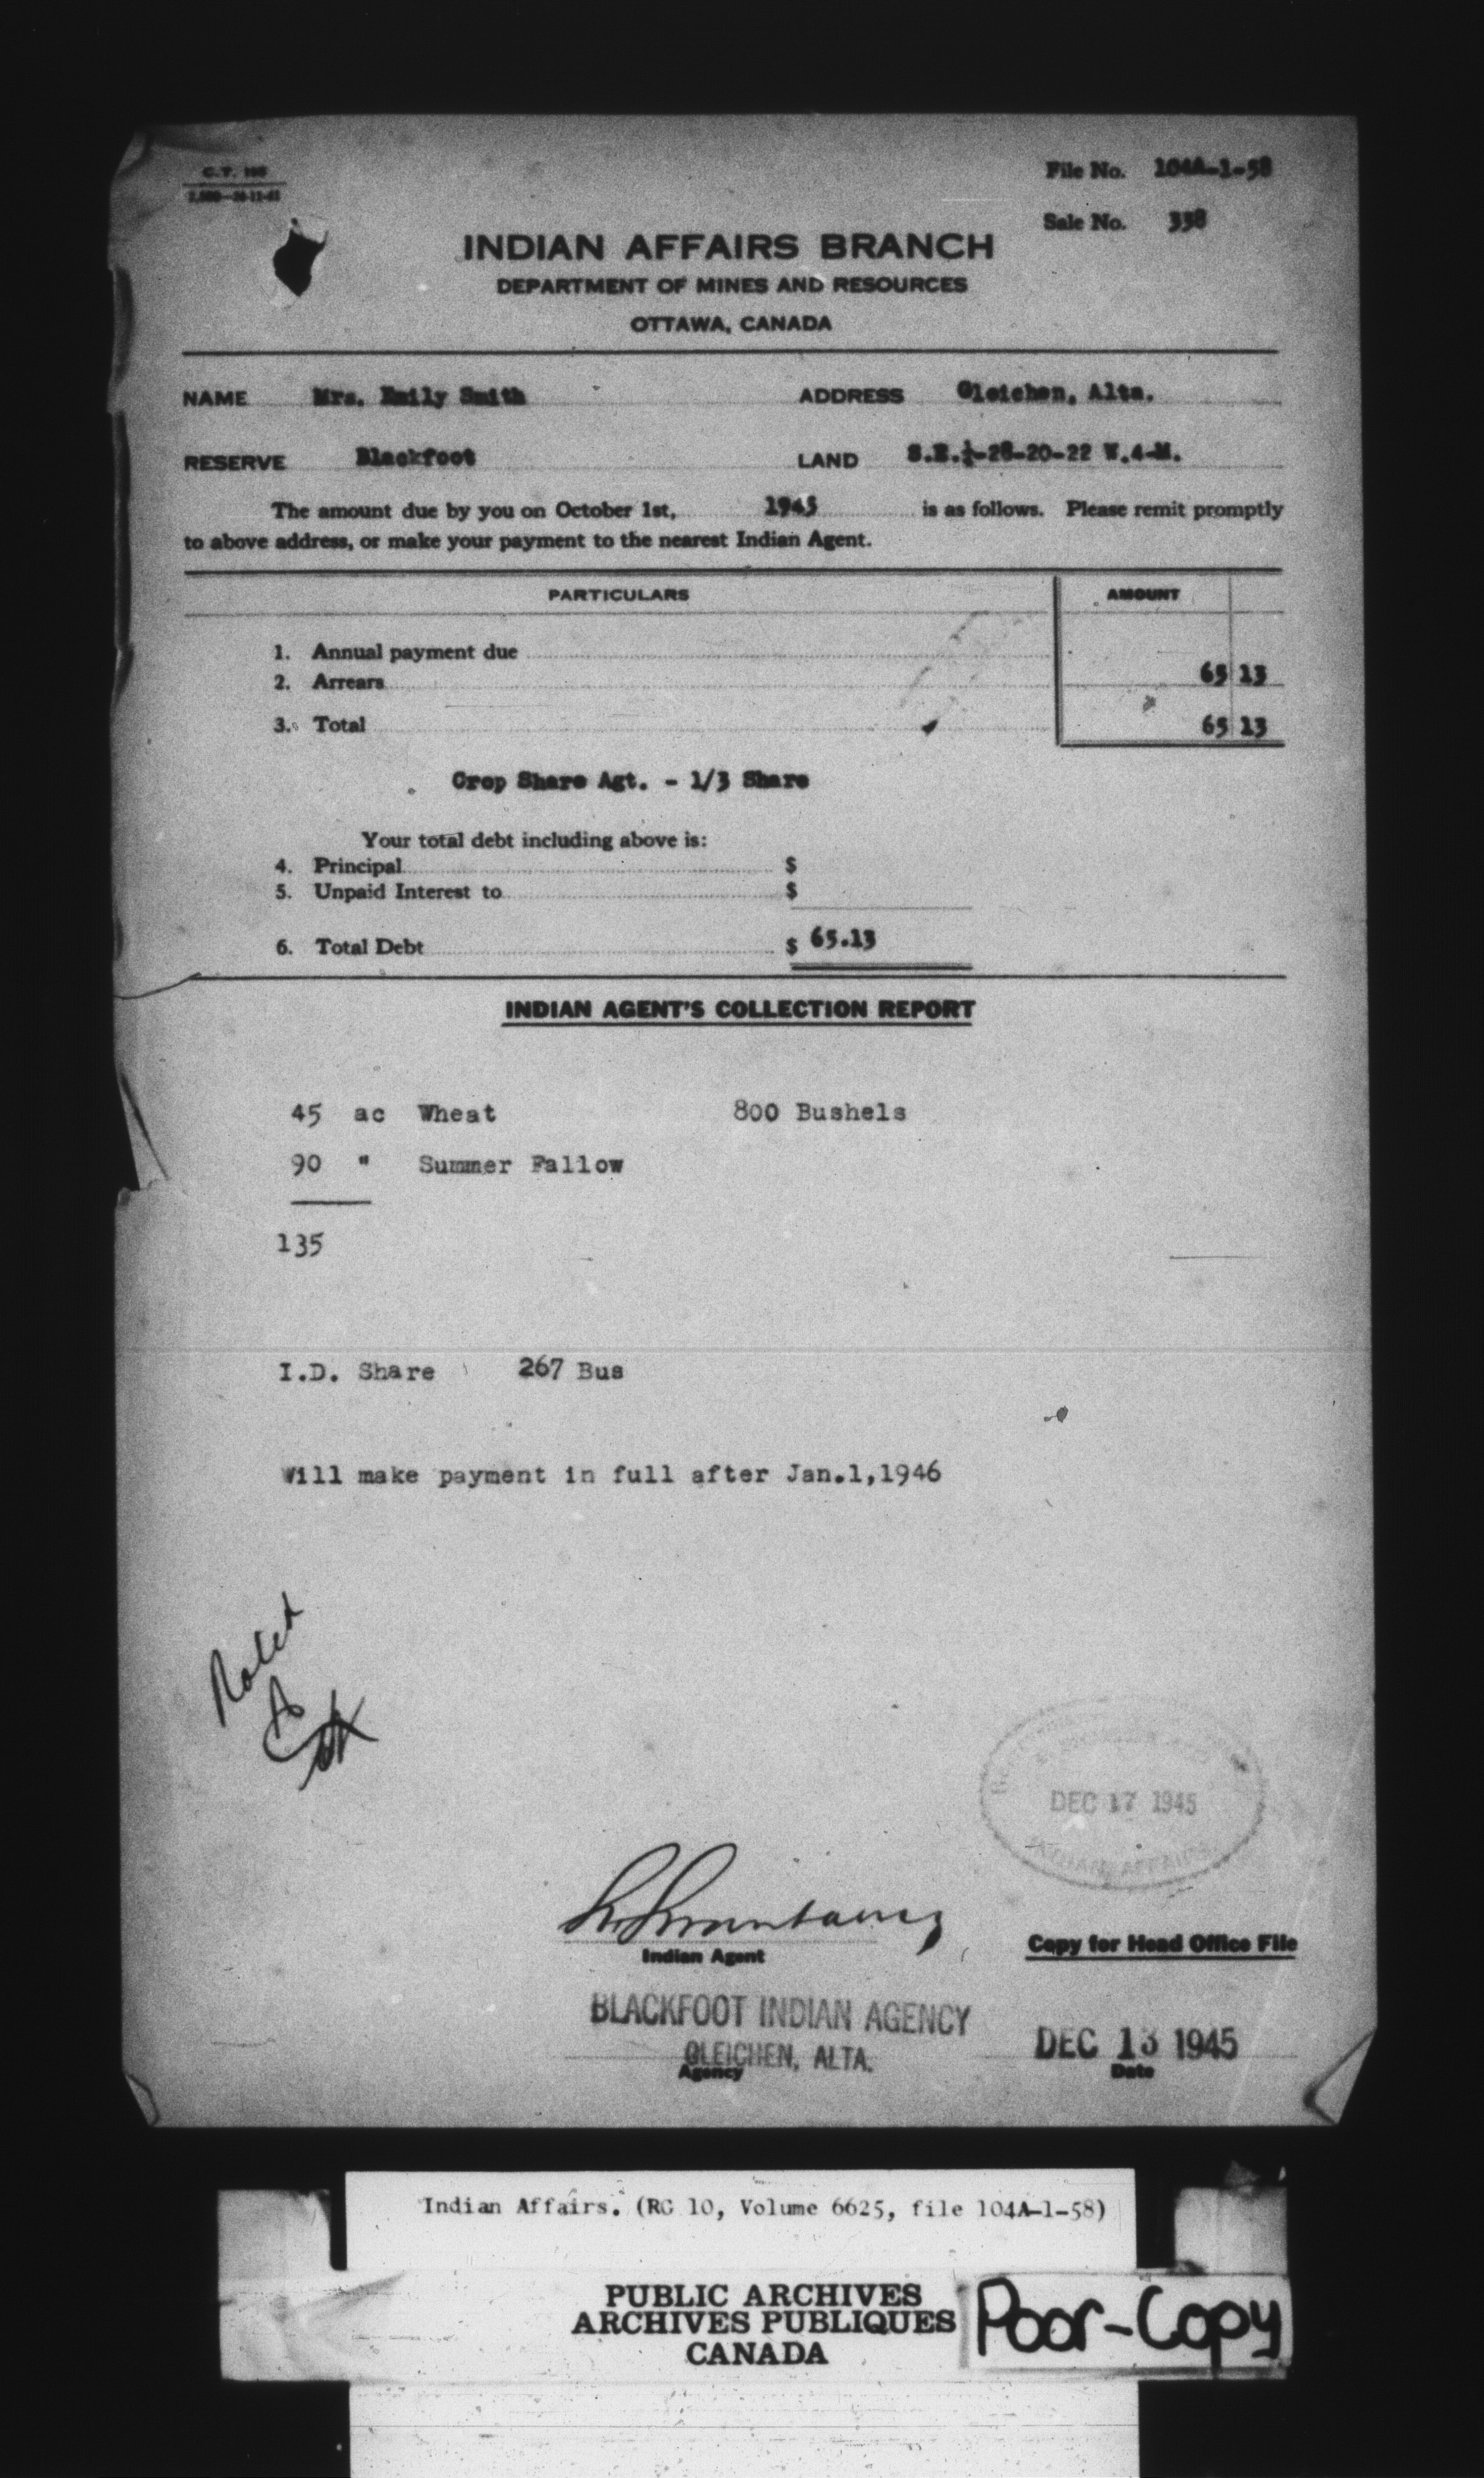 File No. 104A-1-58
Sale No. 338
INDIAN AFFAIRS BRANCH
DEPARTMENT OF MINES AND RESOURCES
OTTAWA, CANADA
NAME Mrs. Emily Smith ADDRESS Gleichen, Alta.
RESERVE Blackfoot LAND S.E.¼-28-20-22 W.4-M.
The amount due by you on October 1st, 1945 is as follows. Please remit promptly
to above address, or make your payment to the nearest Indian Agent.
PARTICULARS AMOUNT
1. Annual payment due
2. Arrears 65 13
3. Total 65 13
Crop Share Agt. - 1/3 Share
Your total debt including above is:
4. Principal $
5. Unpaid Interest to $
6. Total Debt $ 65.13
INDIAN AGENT'S COLLECTION REPORT
45 ac Wheat 800 Bushels
90 " Summer Fallow
135
I.D. Share 267 Bus
Will make payment in full after Jan.1,1946
Noted
DEC 17 1945
INDIAN AFFAIRS
Indian Agent
Copy for Head Office File
BLACKFOOT INDIAN AGENCY
GLEICHEN, ALTA.
Agency
DEC 13 1945
Date
Indian Affairs. (RG 10, Volume 6625, file 104A-1-58)
PUBLIC ARCHIVES
ARCHIVES PUBLIQUES
CANADA
Poor-Copy